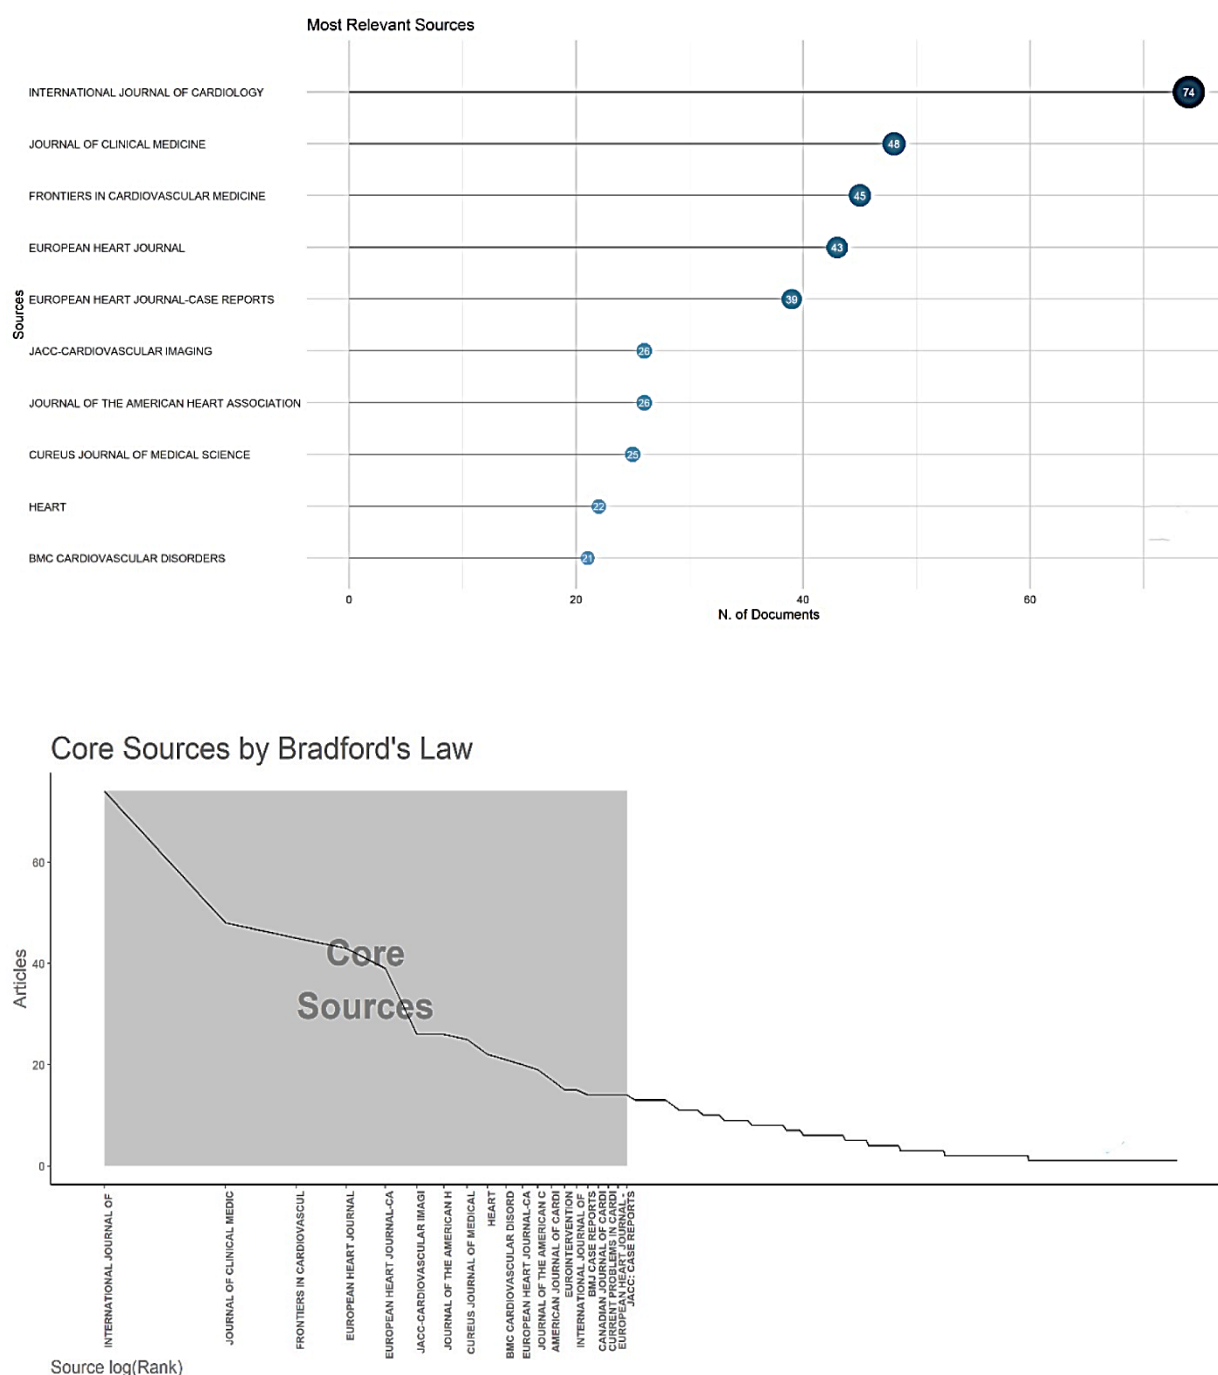 Most Relevant Sources
INTERNATIONAL JOURNAL OF CARDIOLOGY
74
JOURNAL OF CLINICAL MEDICINE
48
FRONTIERS IN CARDIOVASCULAR MEDICINE
45
EUROPEAN HEART JOURNAL
43
EUROPEAN HEART JOURNAL-CASE REPORTS
39
Sources
JACC-CARDIOVASCULAR IMAGING
26
JOURNAL OF THE AMERICAN HEART ASSOCIATION
26
CUREUS JOURNAL OF MEDICAL SCIENCE
25
HEART
22
BMC CARDIOVASCULAR DISORDERS
21
0
20
40
60
N. of Documents
Core Sources by Bradford's Law
Articles
60
40
20
0
Core
Sources
INTERNATIONAL JOURNAL OF
JOURNAL OF CLINICAL MEDIC
FRONTIERS IN CARDIOVASCUL
EUROPEAN HEART JOURNAL
EUROPEAN HEART JOURNAL-CA
JACC-CARDIOVASCULAR IMAGI
JOURNAL OF THE AMERICAN H
CUREUS JOURNAL OF MEDICAL
HEART
BMC CARDIOVASCULAR DISORD
EUROPEAN HEART JOURNAL-CA
JOURNAL OF THE AMERICAN C
AMERICAN JOURNAL OF CARDI
EUROINTERVENTION
INTERNATIONAL JOURNAL OF
BMJ CASE REPORTS
CANADIAN JOURNAL OF CARDI
CURRENT PROBLEMS IN CARDI
EUROPEAN HEART JOURNAL -
JACC: CASE REPORTS
Source log(Rank)